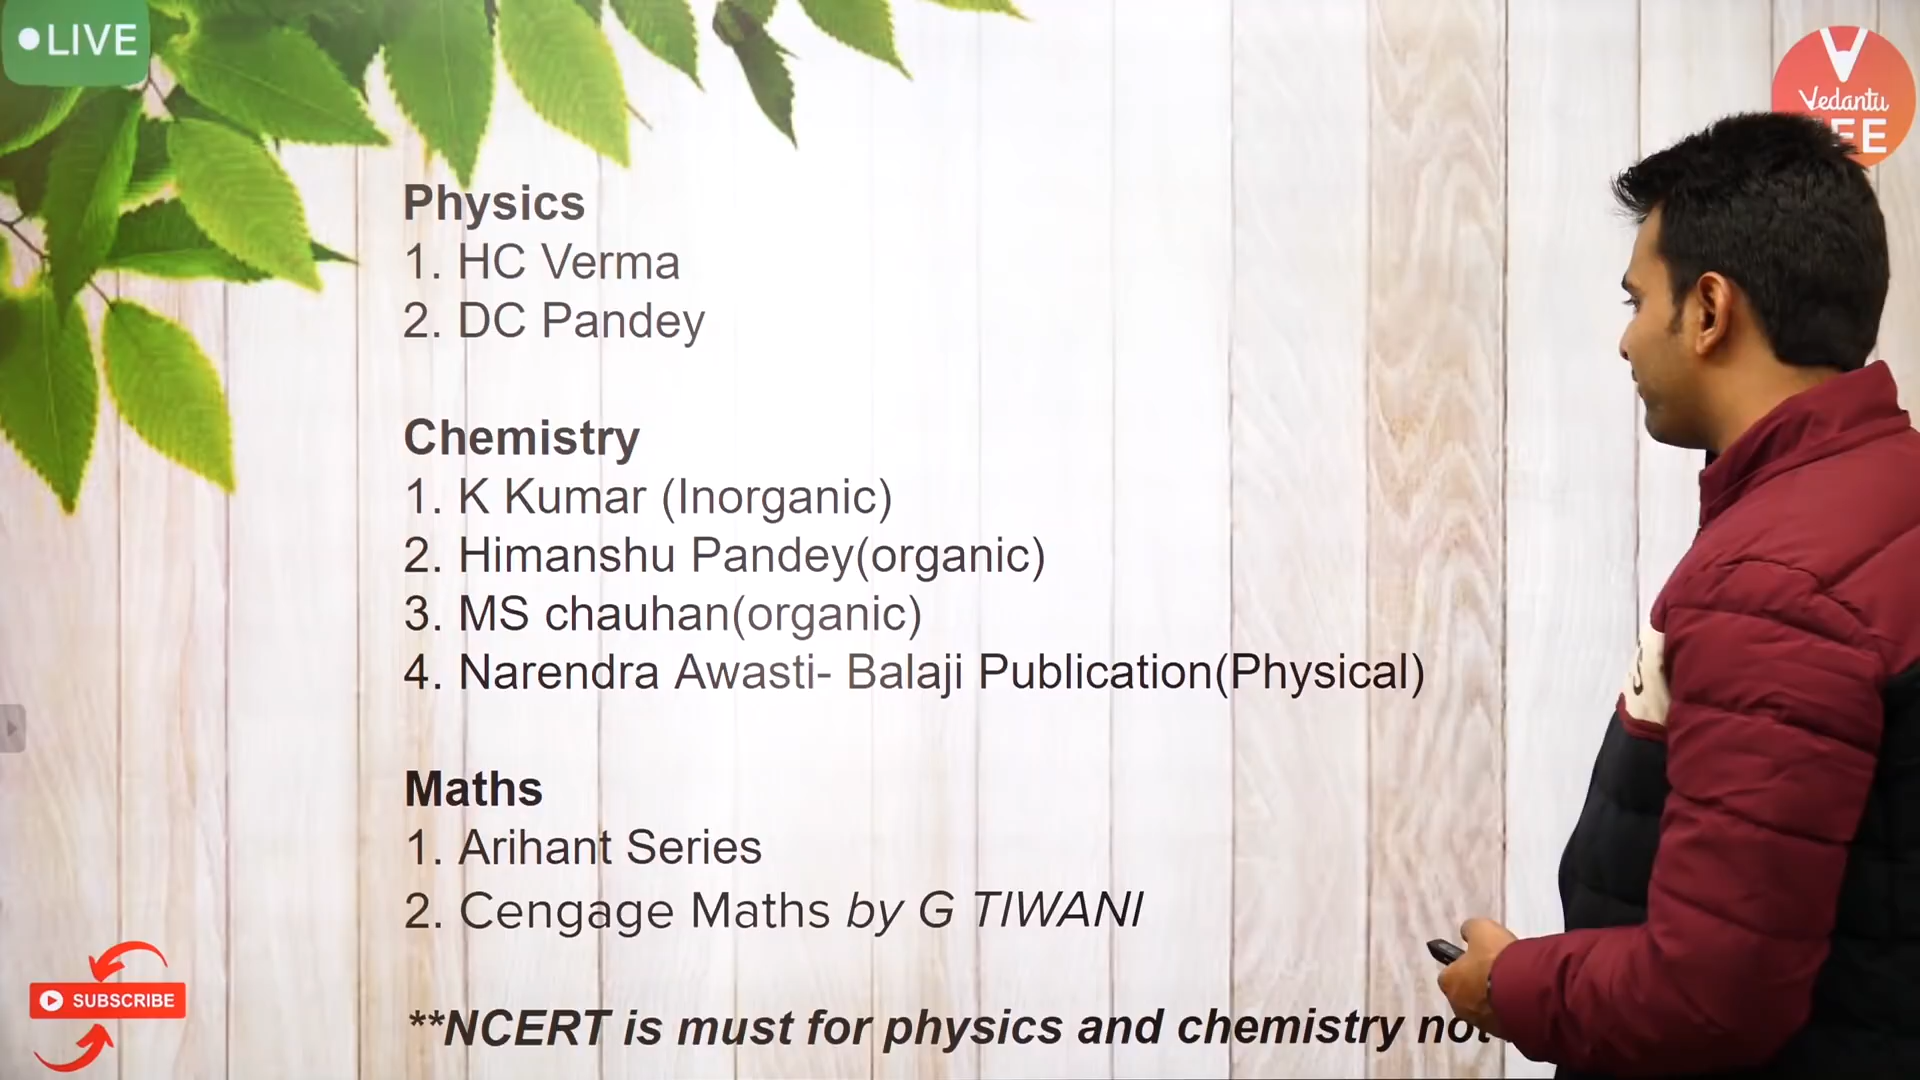 LIVE
Vedantu
EE
Physics
1. HC Verma
2. DC Pandey
Chemistry
1. K Kumar (Inorganic)
2. Himanshu Pandey(organic)
3. MS chauhan(organic)
4. Narendra Awasti- Balaji Publication(Physical)
Maths
1. Arihant Series
2. Cengage Maths by G TIWANI
SUBSCRIBE
**NCERT is must for physics and chemistry not